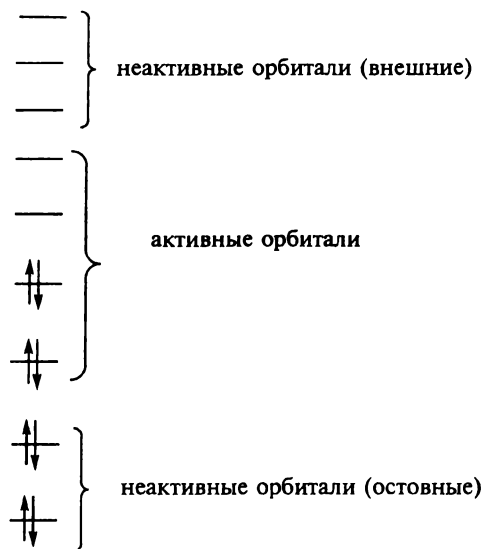 неактивные орбитали (внешние)
активные орбитали
неактивные орбитали (остовные)